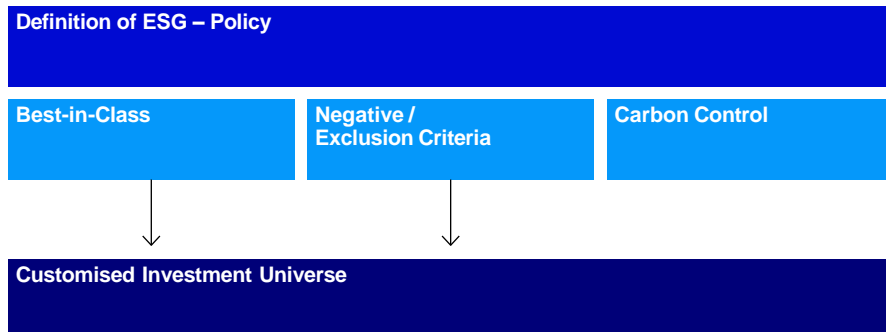 Definition of ESG – Policy
Best-in-Class
Negative /
Exclusion Criteria
Carbon Control
Customised Investment Universe